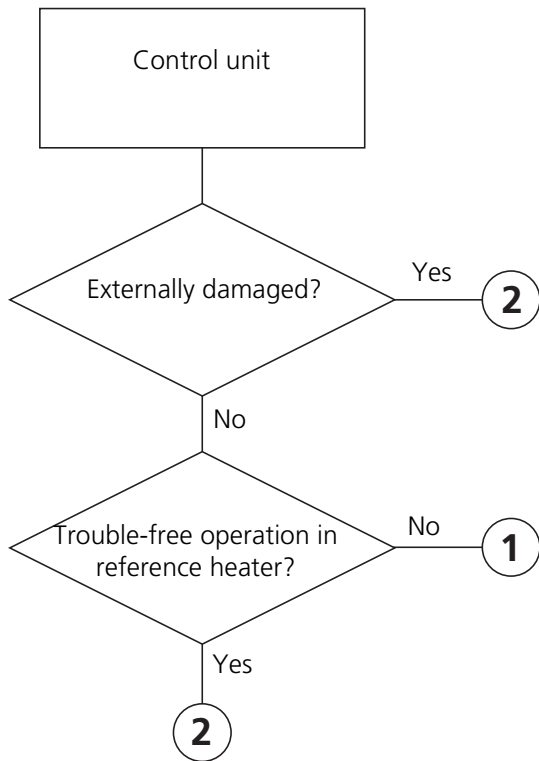 Control unit
Externally damaged?
Yes
2
No
Trouble-free operation in
reference heater?
No
1
Yes
2